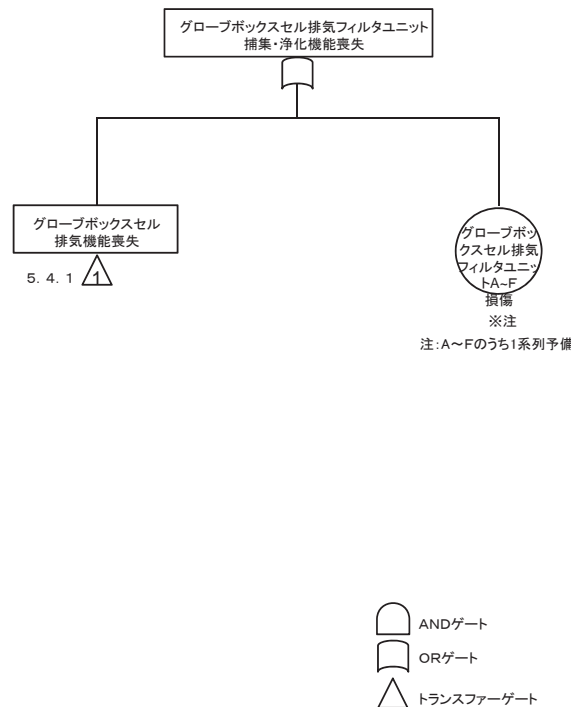 グローブボックスセル排気フィルタユニット
捕集・浄化機能喪失
グローブボックスセル
排気機能喪失
5．4．1
1
グローブボッ
クスセル排気
フィルタユニッ
トA~F
損傷
※注
注：A～Fのうち1系列予備
ANDゲート
ORゲート
トランスファーゲート